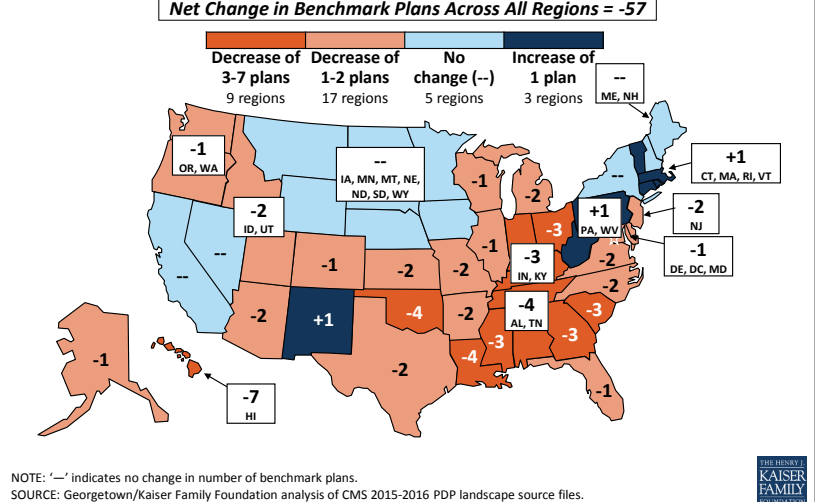 Net Change in Benchmark Plans Across All Regions = -57
Decrease of 3-7 plans
9 regions
Decrease of 1-2 plans
17 regions
No change (--)
5 regions
Increase of 1 plan
3 regions
--
ME, NH
-1
OR, WA
--
IA, MN, MT, NE,
ND, SD, WY
+1
CT, MA, RI, VT
-2
ID, UT
-1
-2
--
+1
PA, WV
-2
NJ
-1
DE, DC, MD
--
--
-1
-2
-2
-1
-3
IN, KY
-3
-2
-2
-2
+1
-4
-2
-4
AL, TN
-3
-3
-3
-4
-2
-1
-1
-7
HI
NOTE: '—' indicates no change in number of benchmark plans.
SOURCE: Georgetown/Kaiser Family Foundation analysis of CMS 2015-2016 PDP landscape source files.
THE HENRY J.
KAISER
FAMILY
FOUNDATION